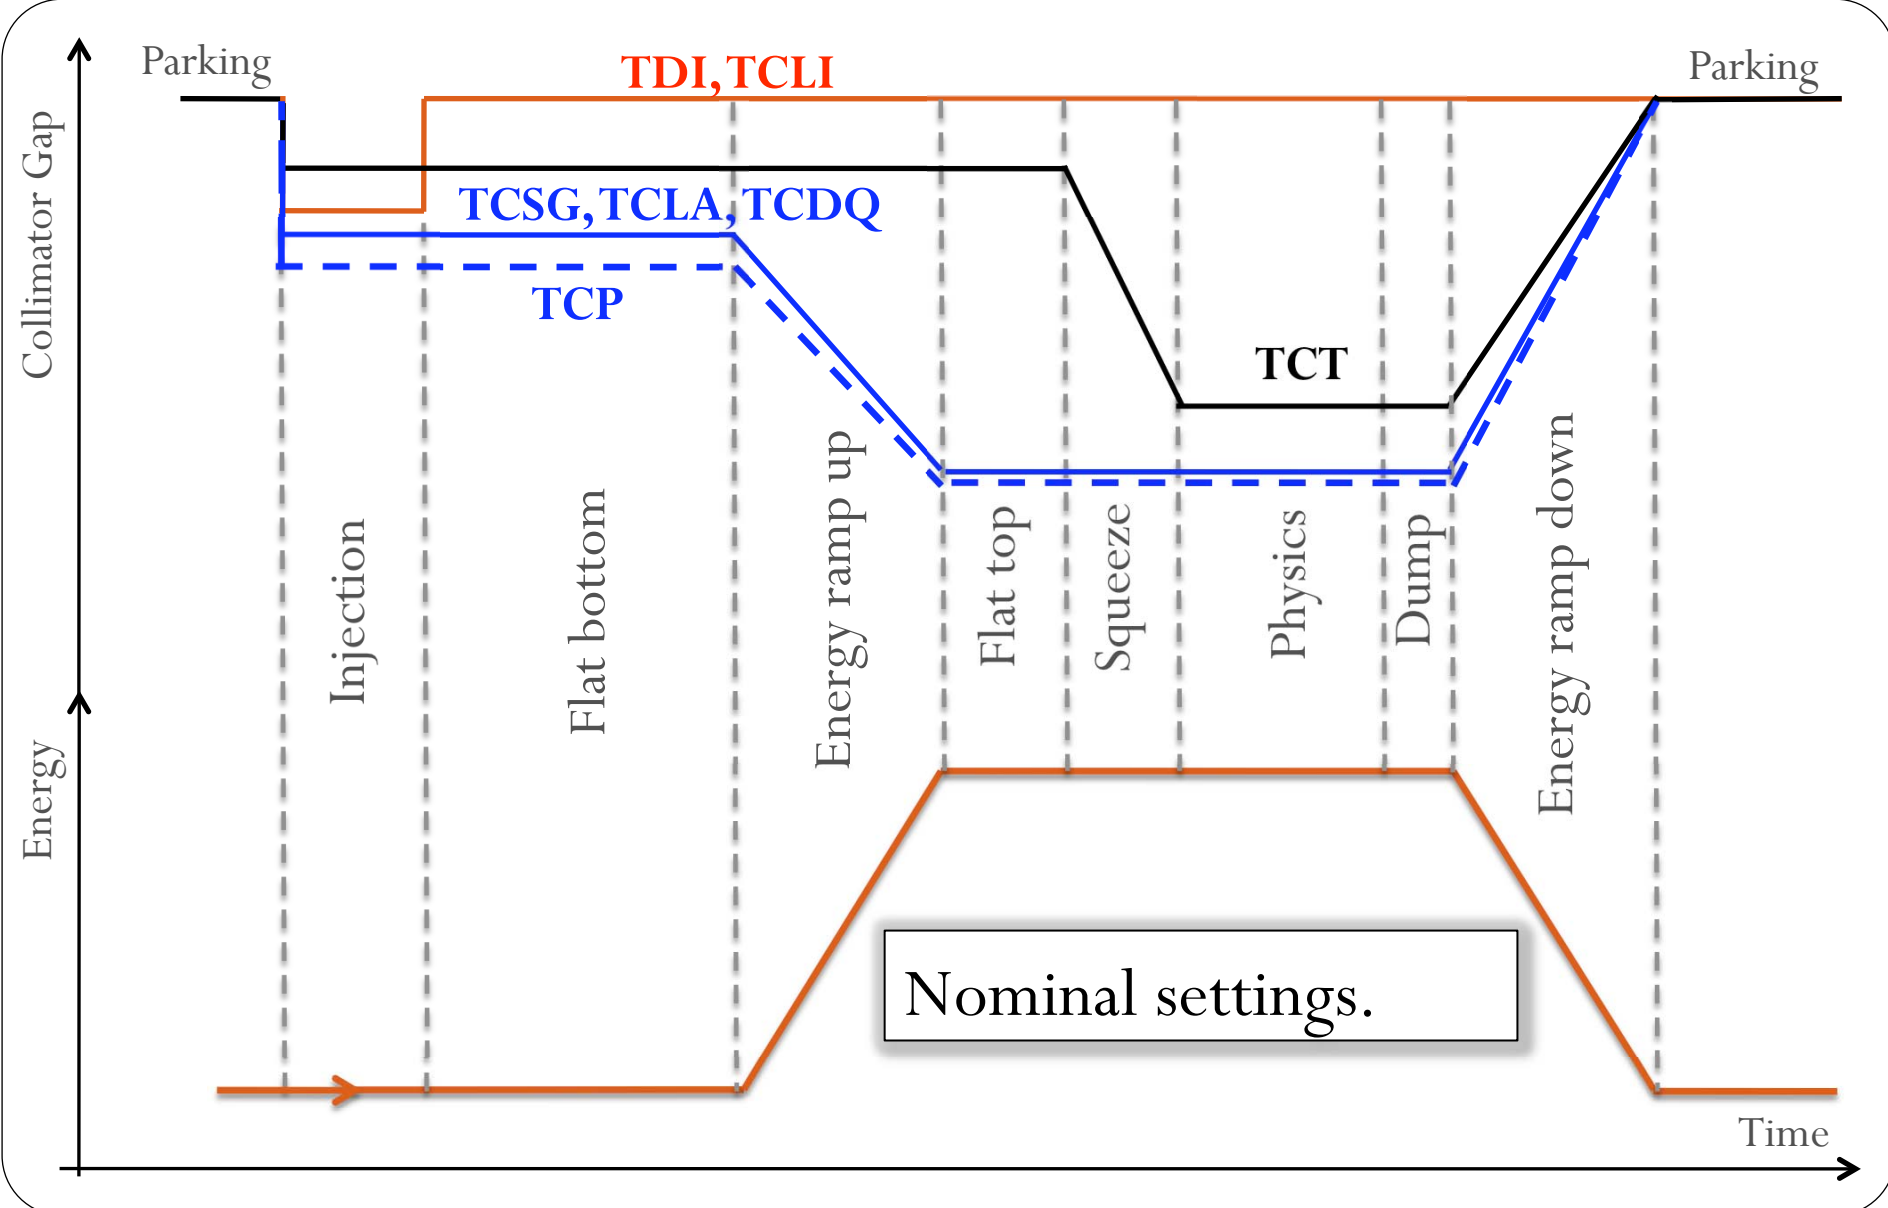 Parking
TDI, TCLI
Parking
Collimator Gap
TCSG, TCLA, TCDQ
TCP
TCT
Injection
Flat bottom
Energy ramp up
Flat top
Squeeze
Physics
Dump
Energy ramp down
Energy
Nominal settings.
Time